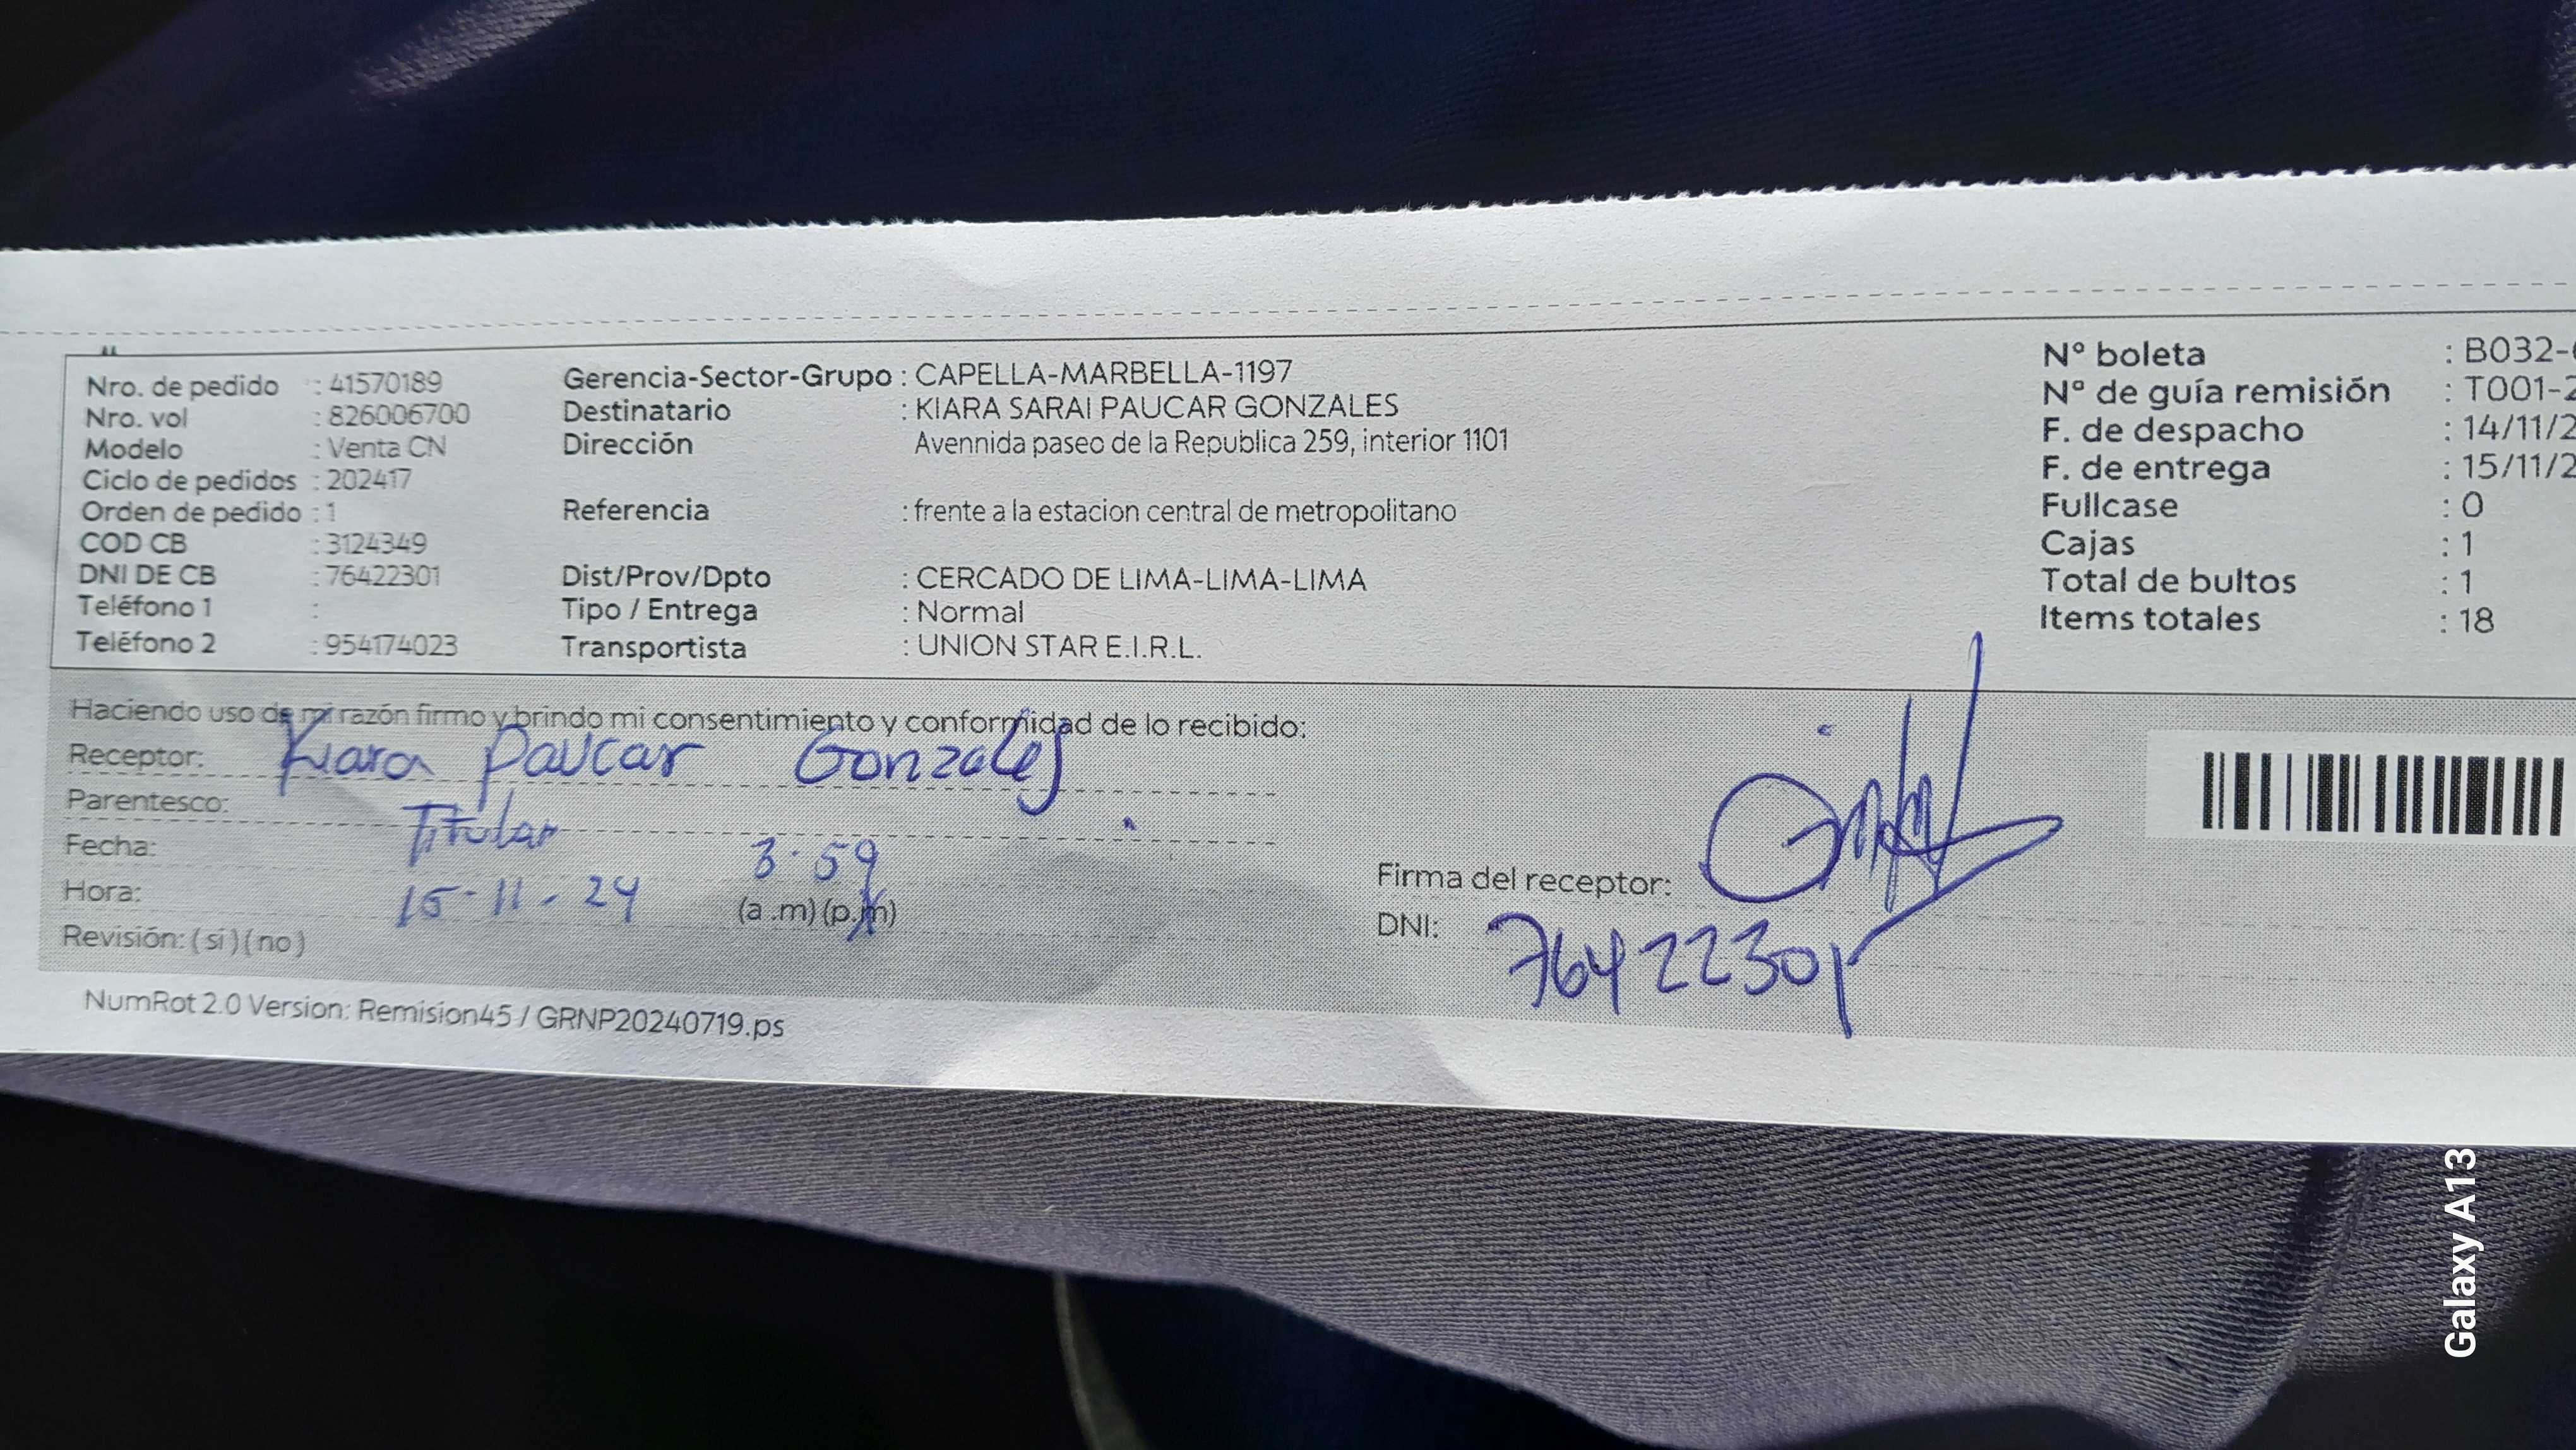 Nro. de pedido : 41570189
Nro. vol : 826006700
Modelo : Venta CN
Ciclo de pedidos : 202417
Orden de pedido : 1
COD CB : 3124349
DNI DE CB : 76422301
Teléfono 1 :
Teléfono 2 : 954174023
Gerencia-Sector-Grupo : CAPELLA-MARBELLA-1197
Destinatario : KIARA SARAI PAUCAR GONZALES
Dirección Avennida paseo de la Republica 259, interior 1101
Referencia : frente a la estacion central de metropolitano
Dist/Prov/Dpto : CERCADO DE LIMA-LIMA-LIMA
Tipo / Entrega : Normal
Transportista : UNION STAR E.I.R.L.
N° boleta : B032-
N° de guía remisión : T001-2
F. de despacho : 14/11/2
F. de entrega : 15/11/2
Fullcase : 0
Cajas : 1
Total de bultos : 1
Items totales : 18
Haciendo uso de mi razón firmo y brindo mi consentimiento y conformidad de lo recibido:
Receptor: Kiara Paucar Gonzales
Parentesco: Titular
Fecha: 3:59
Hora: 15-11-24 (a.m)(p.m)
Revisión: (si)(no)
Firma del receptor:
DNI: 76422301
NumRot 2.0 Version: Remision45 / GRNP20240719.ps
Galaxy A13